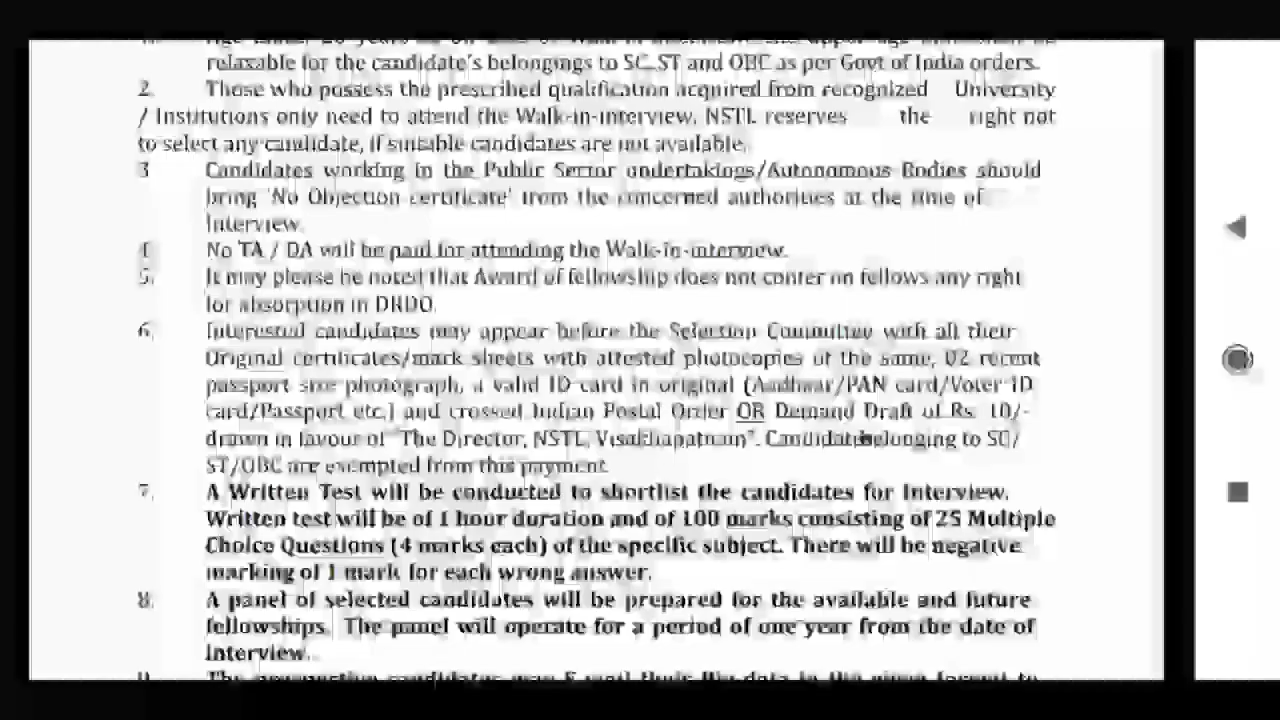 relaxable for the candidate's belongings to SC, ST and OBC as per Govt of India orders.
2. Those who possess the prescribed qualification acquired from recognized University
/ Institutions only need to attend the Walk-in-interview. NSTL reserves the right not
to select any candidate, if suitable candidates are not available.
3 Candidates working in the Public Sector undertakings/Autonomous Bodies should
bring 'No Objection certificate' from the concerned authorities at the time of
Interview.
4 No TA / DA will be paid for attending the Walk-in-interview.
5. It may please be noted that Award of fellowship does not confer on fellows any right
for absorption in DRDO.
6. Interested candidates may appear before the Selection Committee with all their
Original certificates/mark sheets with attested photocopies of the same, 02 recent
passport size photograph, a valid ID card in original (Aadhaar/PAN card/Voter ID
card/Passport etc.) and crossed Indian Postal Order OR Demand Draft of Rs. 10/-
drawn in favour of "The Director, NSTL, Visakhapatnam". Candidates belonging to SC/
ST/OBC are exempted from this payment.
7. A Written Test will be conducted to shortlist the candidates for Interview.
Written test will be of 1 hour duration and of 100 marks consisting of 25 Multiple
Choice Questions (4 marks each) of the specific subject. There will be negative
marking of 1 mark for each wrong answer.
8. A panel of selected candidates will be prepared for the available and future
fellowships. The panel will operate for a period of one year from the date of
Interview.